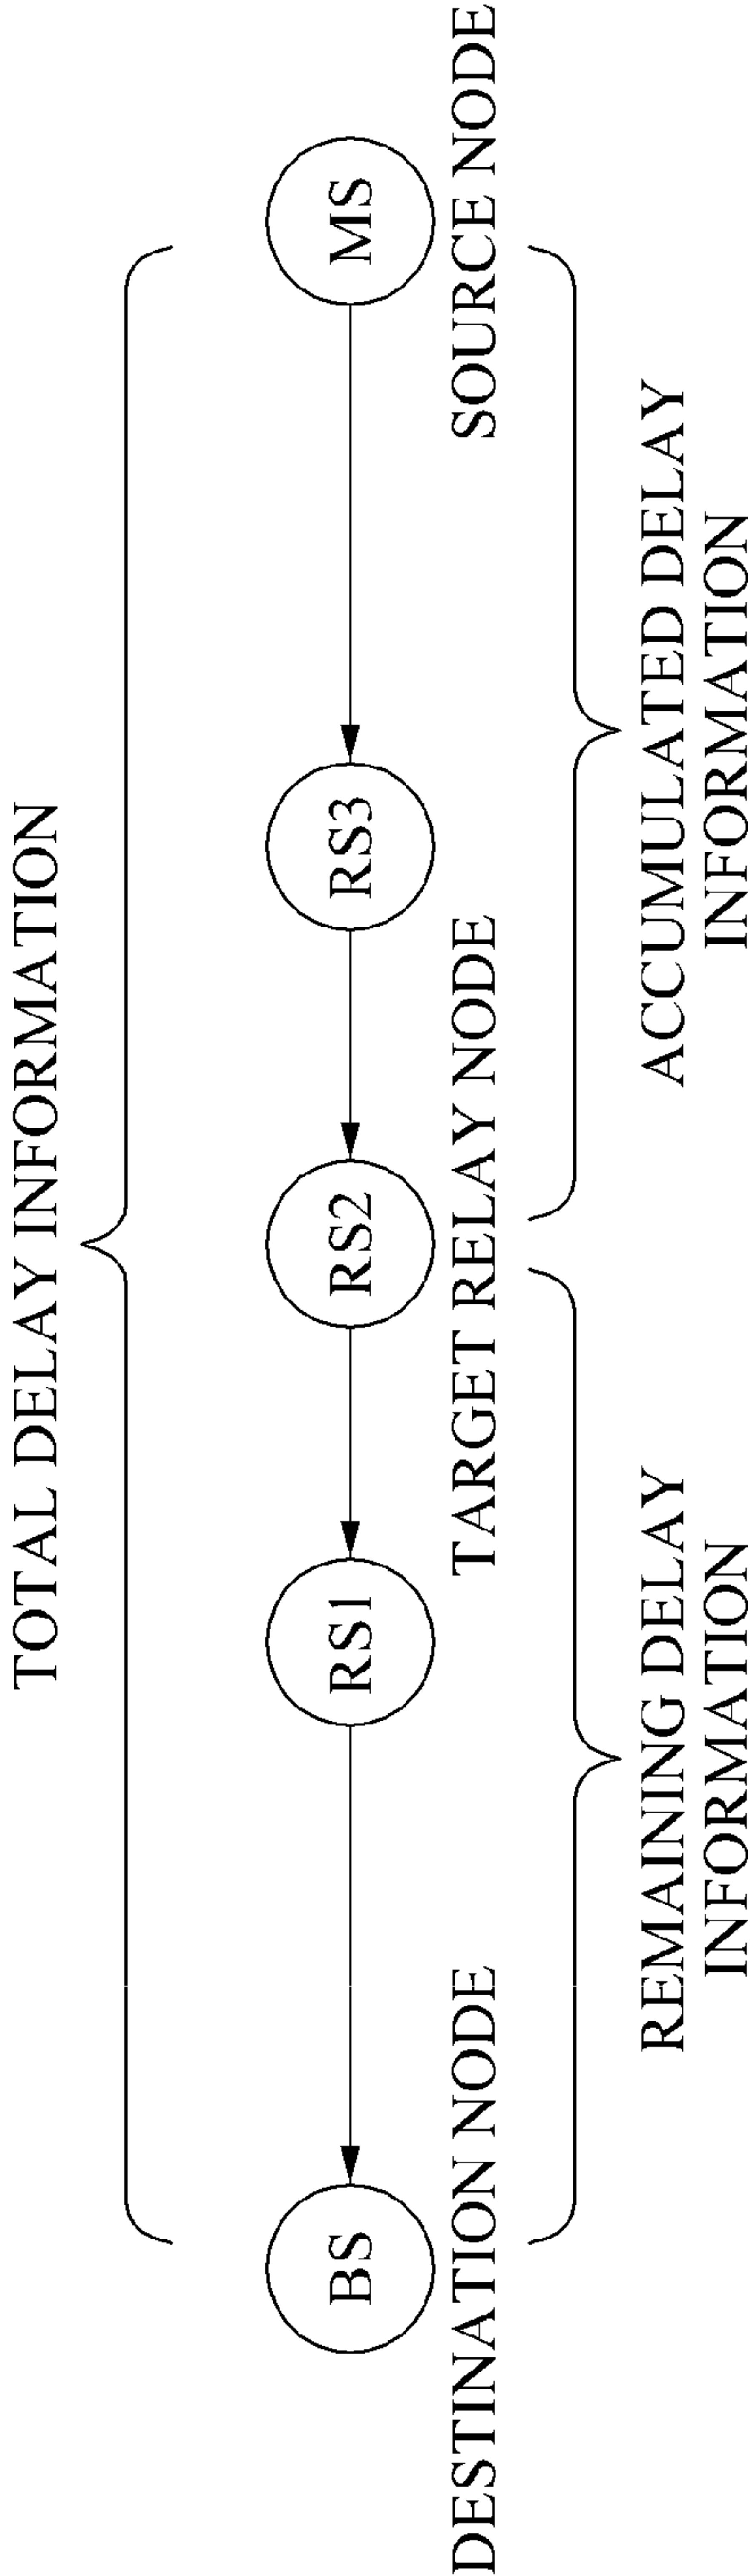 TOTAL DELAY INFORMATION
BS
RS1
RS2
RS3
MS
DESTINATION NODE
TARGET RELAY NODE
SOURCE NODE
REMAINING DELAY
INFORMATION
ACCUMULATED DELAY
INFORMATION